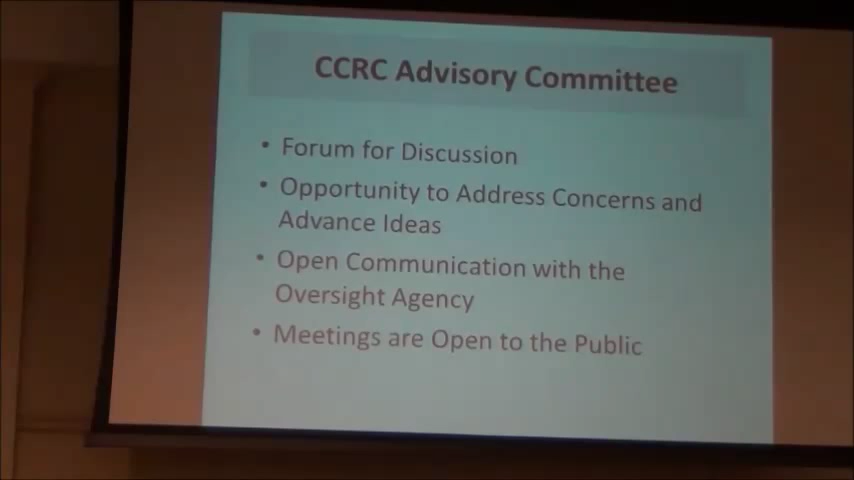 CCRC Advisory Committee
• Forum for Discussion
• Opportunity to Address Concerns and
Advance Ideas
• Open Communication with the
Oversight Agency
• Meetings are Open to the Public